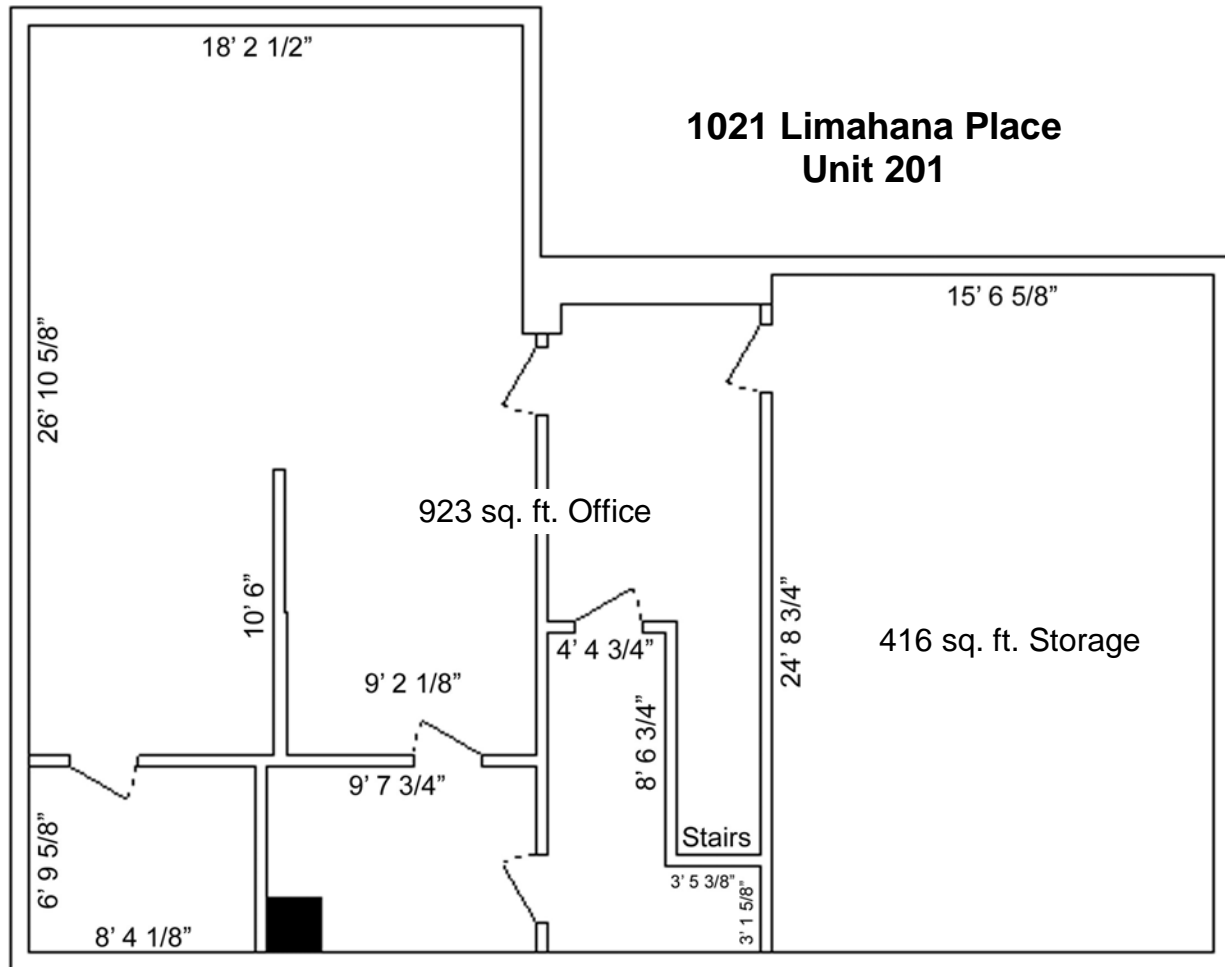 18’ 2 1/2”
1021 Limahana Place
Unit 201
15’ 6 5/8”
26’ 10 5/8”
923 sq. ft. Office
10’ 6”
24’ 8 3/4”
416 sq. ft. Storage
4’ 4 3/4”
9’ 2 1/8”
8’ 6 3/4”
9’ 7 3/4”
Stairs
6’ 9 5/8”
3’ 5 3/8”
3’ 1 5/8”
8’ 4 1/8”